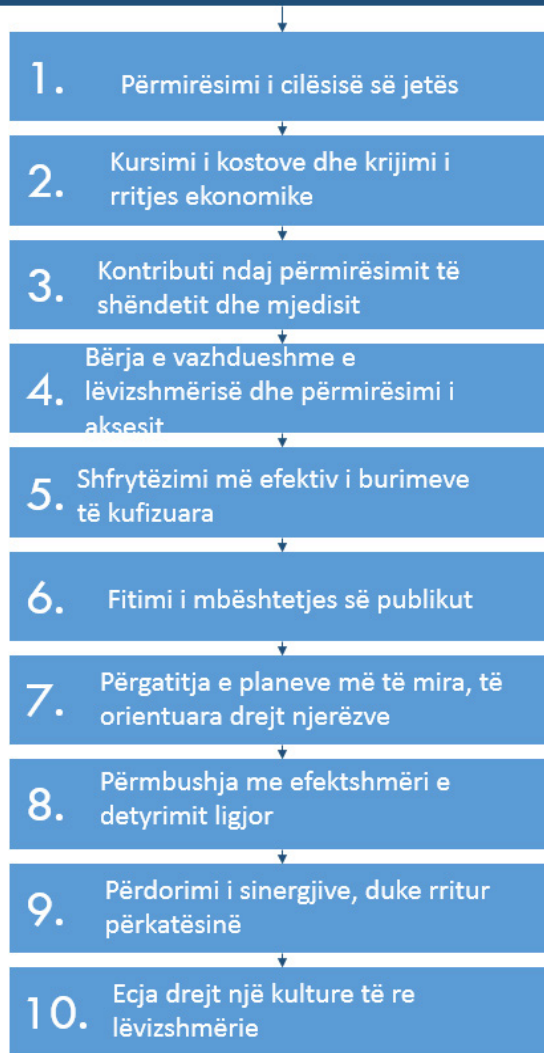 1. Përmirësimi i cilësisë së jetës
2. Kursimi i kostove dhe krijimi i
rritjes ekonomike
3. Kontributi ndaj përmirësimit të
shëndetit dhe mjedisit
4. Bërja e vazhdueshme e
lëvizshmërisë dhe përmirësimi i
aksesit
5. Shfrytëzimi më efektiv i burimeve
të kufizuara
6. Fitimi i mbështetjes së publikut
7. Përgatitja e planeve më të mira, të
orientuara drejt njerëzve
8. Përmbushja me efektshmëri e
detyrimit ligjor
9. Përdorimi i sinergjive, duke rritur
përkatësinë
10. Ecja drejt një kulture të re
lëvizshmërie